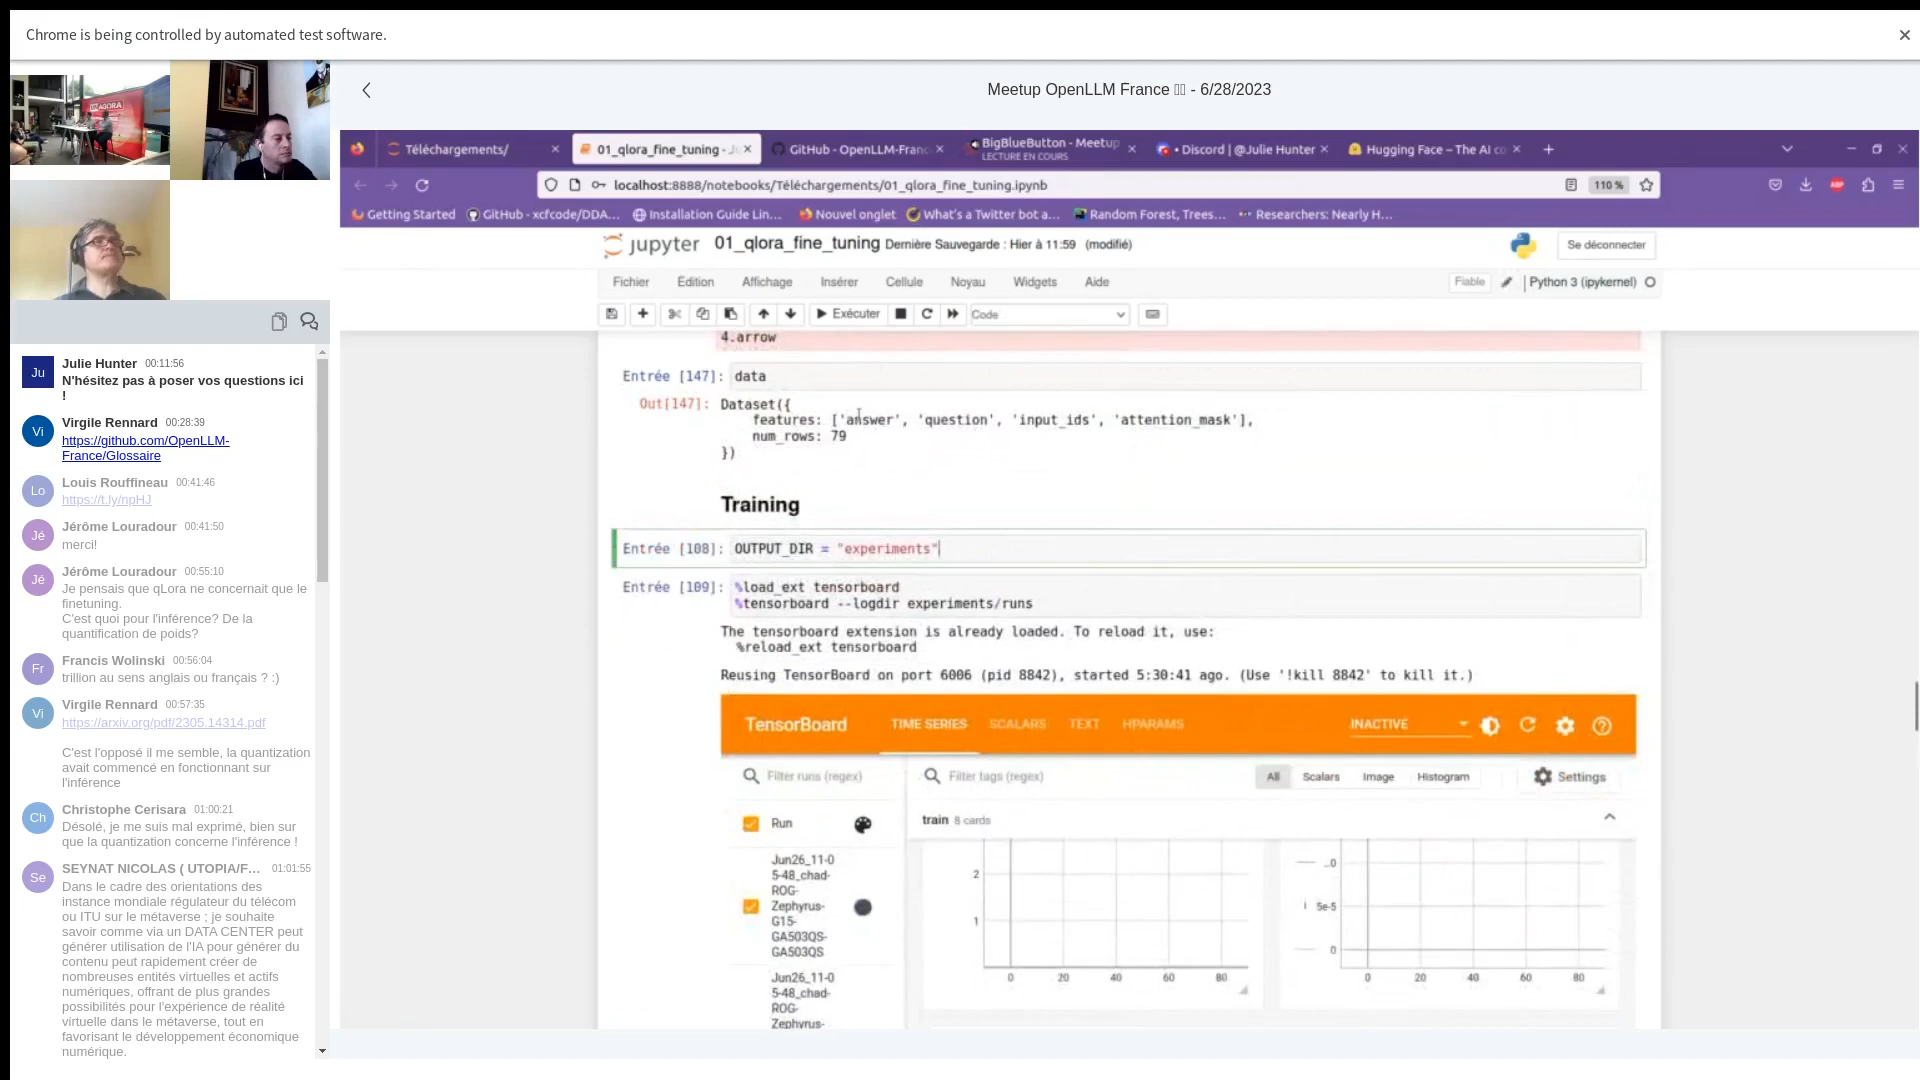 Chrome is being controlled by automated test software.
AGORA
Meetup OpenLLM France - 6/28/2023
Téléchargements/
01_qlora_fine_tuning - Ju
GitHub - OpenLLM-Franc
BigBlueButton - Meetup
LECTURE EN COURS
• Discord | @Julie Hunter
Hugging Face – The AI co
localhost:8888/notebooks/Téléchargements/01_qlora_fine_tuning.ipynb
110 %
Getting Started
GitHub - xcfcode/DDA...
Installation Guide Lin...
Nouvel onglet
What's a Twitter bot a...
Random Forest, Trees...
Researchers: Nearly H...
jupyter 01_qlora_fine_tuning Dernière Sauvegarde : Hier à 11:59 (modifié)
Se déconnecter
Fichier Édition Affichage Insérer Cellule Noyau Widgets Aide
Fiable
Python 3 (ipykernel)
Exécuter
Code
4.arrow
Entrée [147]: data
Out[147]: Dataset({
features: ['answer', 'question', 'input_ids', 'attention_mask'],
num_rows: 79
})
Training
Entrée [108]: OUTPUT_DIR = "experiments"
Entrée [109]: %load_ext tensorboard
%tensorboard --logdir experiments/runs
The tensorboard extension is already loaded. To reload it, use:
%reload_ext tensorboard
Reusing TensorBoard on port 6006 (pid 8842), started 5:30:41 ago. (Use '!kill 8842' to kill it.)
TensorBoard
TIME SERIES
SCALARS
TEXT
HPARAMS
INACTIVE
Filter runs (regex)
Filter tags (regex)
All
Scalars
Image
Histogram
Settings
train 8 cards
Run
Jun26_11-0
5-48_chad-
ROG-
Zephyrus-
G15-
GA503QS-
GA503QS
Jun26_11-0
5-48_chad-
ROG-
Zephyrus-
2
1
0 20 40 60 80
5e-5
0
0 20 40 60 80
Ju
Julie Hunter 00:11:56
N'hésitez pas à poser vos questions ici
!
Vi
Virgile Rennard 00:28:39
https://github.com/OpenLLM-
France/Glossaire
Lo
Louis Rouffineau 00:41:46
https://t.ly/npHJ
Jé
Jérôme Louradour 00:41:50
merci!
Jé
Jérôme Louradour 00:55:10
Je pensais que qLora ne concernait que le
finetuning.
C'est quoi pour l'inférence? De la
quantification de poids?
Fr
Francis Wolinski 00:56:04
trillion au sens anglais ou français ? :)
Vi
Virgile Rennard 00:57:35
https://arxiv.org/pdf/2305.14314.pdf
C'est l'opposé il me semble, la quantization
avait commencé en fonctionnant sur
l'inférence
Ch
Christophe Cerisara 01:00:21
Désolé, je me suis mal exprimé, bien sur
que la quantization concerne l'inférence !
Se
SEYNAT NICOLAS ( UTOPIA/F... 01:01:55
Dans le cadre des orientations des
instance mondiale régulateur du télécom
ou ITU sur le métaverse ; je souhaite
savoir comme via un DATA CENTER peut
générer utilisation de l'IA pour générer du
contenu peut rapidement créer de
nombreuses entités virtuelles et actifs
numériques, offrant de plus grandes
possibilités pour l'expérience de réalité
virtuelle dans le métaverse, tout en
favorisant le développement économique
numérique.